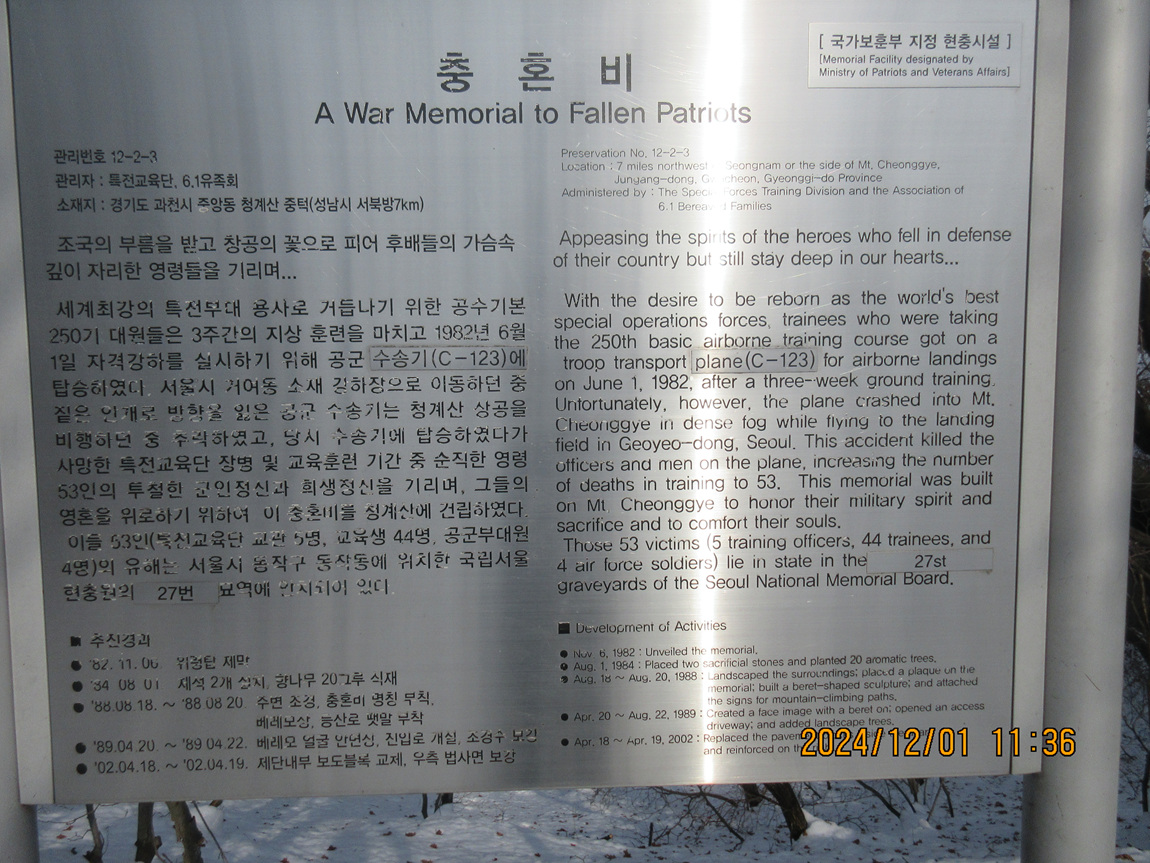 [ 국가보훈부 지정 현충시설 ]
[Memorial Facility designated by
Ministry of Patriots and Veterans Affairs]
충 혼 비
A War Memorial to Fallen Patriots
관리번호 12-2-3
관리자 : 특전교육단, 6.1유족회
소재지 : 경기도 과천시 중앙동 청계산 중턱(성남시 서북방7km)
조국의 부름을 받고 창공의 꽃으로 피어 후배들의 가슴속
깊이 자리한 영령들을 기리며...
세계최강의 특전부대 용사로 거듭나기 위한 공수기본
250기 대원들은 3주간의 지상 훈련을 마치고 1982년 6월
1일 자격강하를 실시하기 위해 공군 수송기(C-123)에
탑승하였다. 서울시 거여동 소재 강하장으로 이동하던 중
짙은 안개로 방향을 잃은 공군 수송기는 청계산 상공을
비행하던 중 추락하였고, 당시 수송기에 탑승하였다가
사망한 특전교육단 장병 및 교육훈련 기간 중 순직한 영령
53인의 투철한 군인정신과 희생정신을 기리며, 그들의
영혼을 위로하기 위하여 이 충혼비를 청계산에 건립하였다.
이들 53인(특전교육단 교관 5명, 교육생 44명, 공군부대원
4명)의 유해는 서울시 동작구 동작동에 위치한 국립서울
현충원의 27번 묘역에 안치되어 있다.
■ 추진경과
● '82. 11. 06. 위령탑 제막
● '84. 08. 01. 제석 2개 설치, 향나무 20그루 식재
● '88.08.18. ~ '88.08.20. 주변 조경, 충혼비 명칭 부착,
베레모상, 등산로 팻말 부착
● '89.04.20. ~ '89.04.22. 베레모 얼굴 안면상, 진입로 개설, 조경수 보강
● '02.04.18. ~ '02.04.19. 제단내부 보도블록 교체, 우측 법사면 보강
Preservation No. 12-2-3
Location : 7 miles northwest Seongnam or the side of Mt. Cheonggye,
Jungang-dong, Gwacheon, Gyeonggi-do Province
Administered by : The Special Forces Training Division and the Association of
6.1 Bereaved Families
Appeasing the spirits of the heroes who fell in defense
of their country but still stay deep in our hearts...
With the desire to be reborn as the world's best
special operations forces, trainees who were taking
the 250th basic airborne training course got on a
troop transport plane(C-123) for airborne landings
on June 1, 1982, after a three-week ground training.
Unfortunately, however, the plane crashed into Mt.
Cheonggye in dense fog while flying to the landing
field in Geoyeo-dong, Seoul. This accident killed the
officers and men on the plane, increasing the number
of deaths in training to 53. This memorial was built
on Mt. Cheonggye to honor their military spirit and
sacrifice and to comfort their souls.
Those 53 victims (5 training officers, 44 trainees, and
4 air force soldiers) lie in state in the 27st
graveyards of the Seoul National Memorial Board.
■ Development of Activities
● Nov. 6, 1982 : Unveiled the memorial.
● Aug. 1, 1984 : Placed two sacrificial stones and planted 20 aromatic trees.
● Aug. 18 ~ Aug. 20, 1988 : Landscaped the surroundings; placed a plaque on the
memorial; built a beret-shaped sculpture; and attached
the signs for mountain-climbing paths.
● Apr. 20 ~ Aug. 22, 1989 : Created a face image with a beret on; opened an access
driveway; and added landscape trees.
● Apr. 18 ~ Apr. 19, 2002 : Replaced the
and reinforced on
2024/12/01 11:36